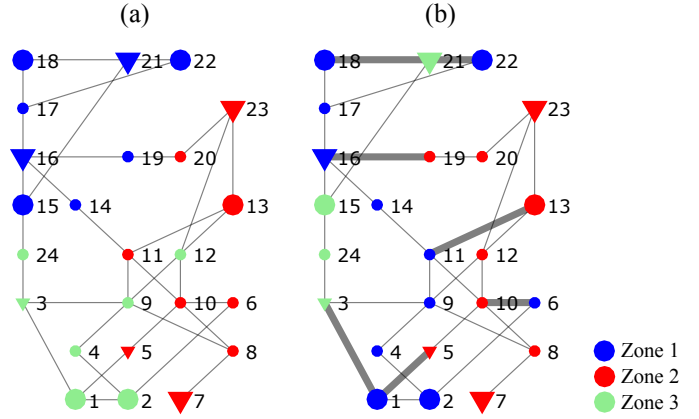 (a) (b)
18 21 22 18 21 22
17 23 17 23
16 19 20 16 19 20
15 14 13 15 14 13
24 11 12 24 11 12
3 9 10 6 3 9 10 6
4 5 8 4 5 8
1 2 7 1 2 7
Zone 1
Zone 2
Zone 3